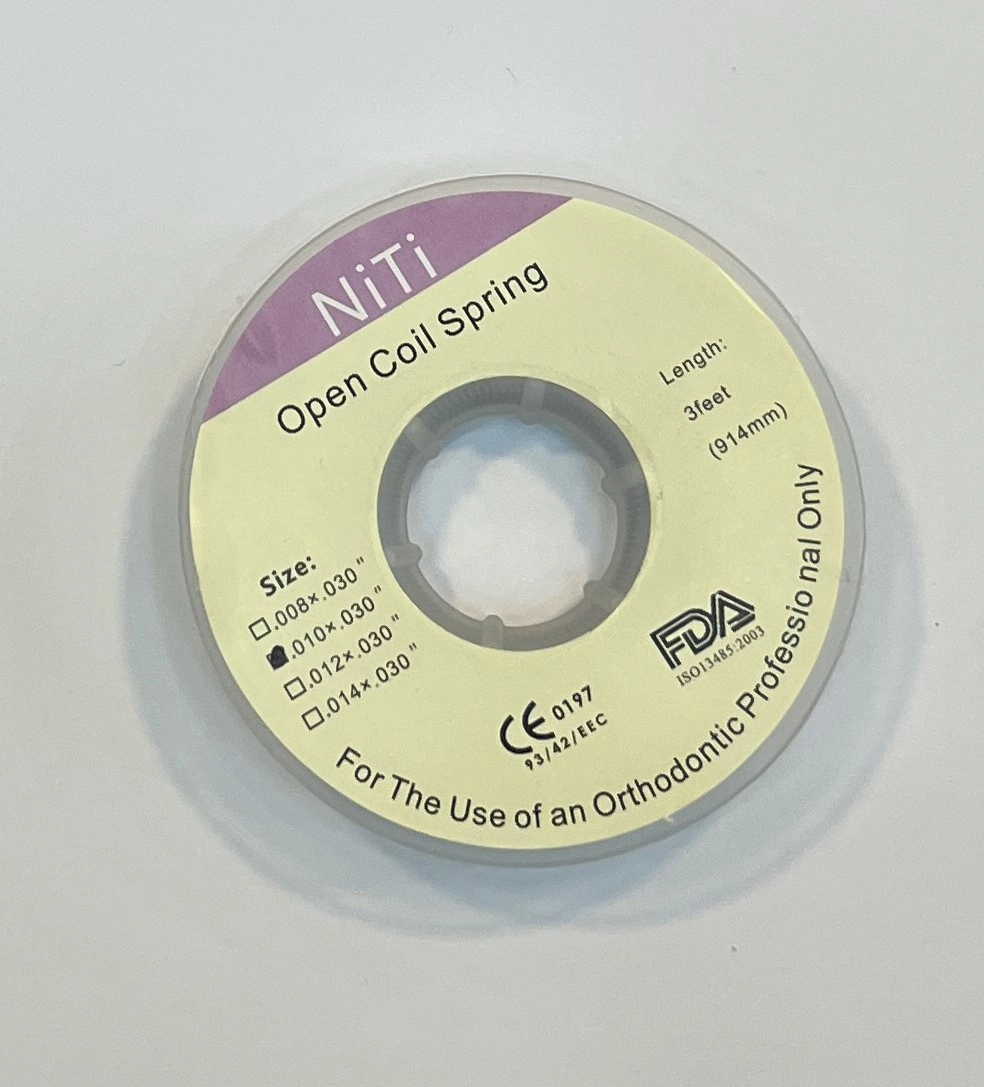 NiTi
Open Coil Spring
Length:
3feet
(914mm)
Size:
☐.008×.030"
■.010×.030"
☐.012×.030"
☐.014×.030"
FDA
ISO13485:2003
CE 0197
93/42/EEC
For The Use of an Orthodontic Professio nal Only